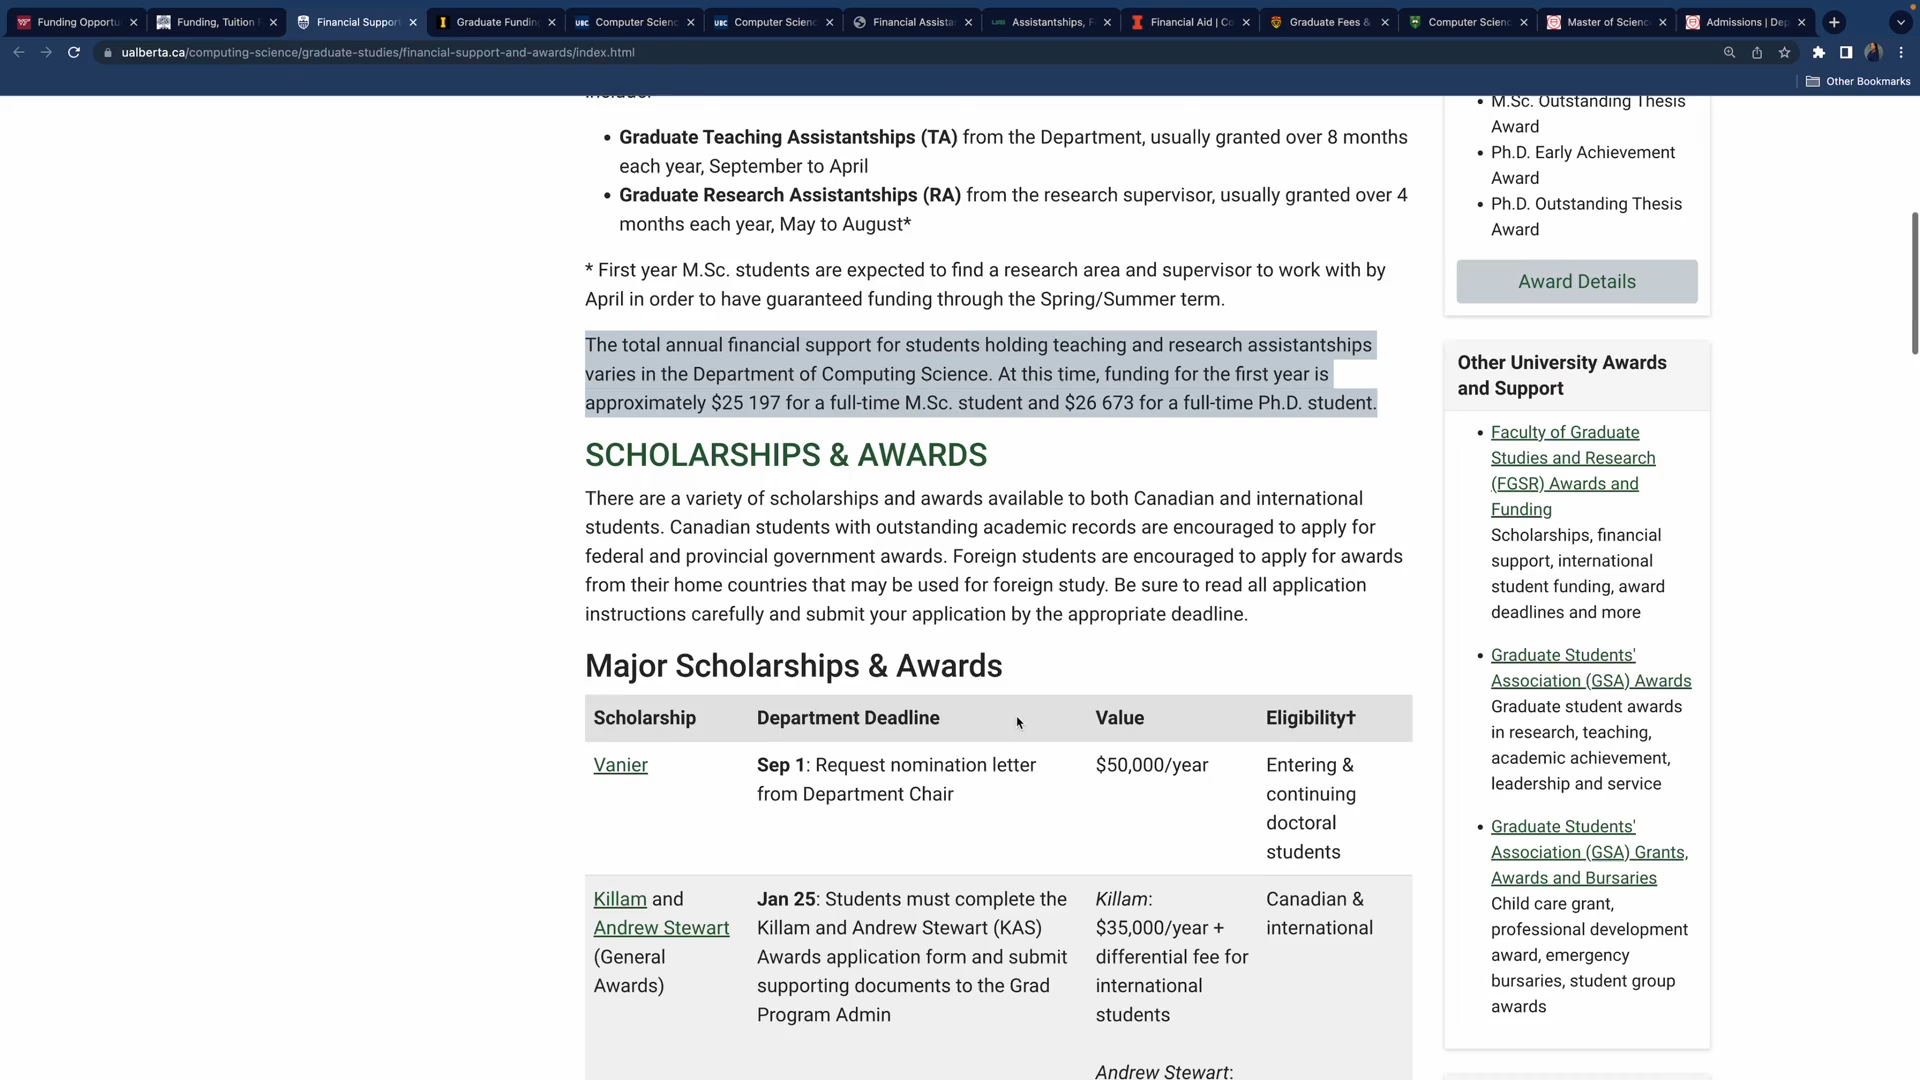 Funding Opportu
Funding, Tuition F
Financial Suppor
Graduate Funding
Computer Scienc
Computer Scienc
Financial Assista
Assistantships, F
Financial Aid | Co
Graduate Fees &
Computer Scienc
Master of Scienc
Admissions | Dep
ualberta.ca/computing-science/graduate-studies/financial-support-and-awards/index.html
Other Bookmarks
• Graduate Teaching Assistantships (TA) from the Department, usually granted over 8 months
each year, September to April
• Graduate Research Assistantships (RA) from the research supervisor, usually granted over 4
months each year, May to August*
* First year M.Sc. students are expected to find a research area and supervisor to work with by
April in order to have guaranteed funding through the Spring/Summer term.
The total annual financial support for students holding teaching and research assistantships
varies in the Department of Computing Science. At this time, funding for the first year is
approximately $25 197 for a full-time M.Sc. student and $26 673 for a full-time Ph.D. student.
SCHOLARSHIPS & AWARDS
There are a variety of scholarships and awards available to both Canadian and international
students. Canadian students with outstanding academic records are encouraged to apply for
federal and provincial government awards. Foreign students are encouraged to apply for awards
from their home countries that may be used for foreign study. Be sure to read all application
instructions carefully and submit your application by the appropriate deadline.
Major Scholarships & Awards
Scholarship Department Deadline Value Eligibility†
Vanier Sep 1: Request nomination letter $50,000/year Entering &
from Department Chair continuing
doctoral
students
Killam and Jan 25: Students must complete the Killam: Canadian &
Andrew Stewart Killam and Andrew Stewart (KAS) $35,000/year + international
(General Awards application form and submit differential fee for
Awards) supporting documents to the Grad international
Program Admin students
Andrew Stewart:
• M.Sc. Outstanding Thesis
Award
• Ph.D. Early Achievement
Award
• Ph.D. Outstanding Thesis
Award
Award Details
Other University Awards
and Support
• Faculty of Graduate
Studies and Research
(FGSR) Awards and
Funding
Scholarships, financial
support, international
student funding, award
deadlines and more
• Graduate Students'
Association (GSA) Awards
Graduate student awards
in research, teaching,
academic achievement,
leadership and service
• Graduate Students'
Association (GSA) Grants,
Awards and Bursaries
Child care grant,
professional development
award, emergency
bursaries, student group
awards